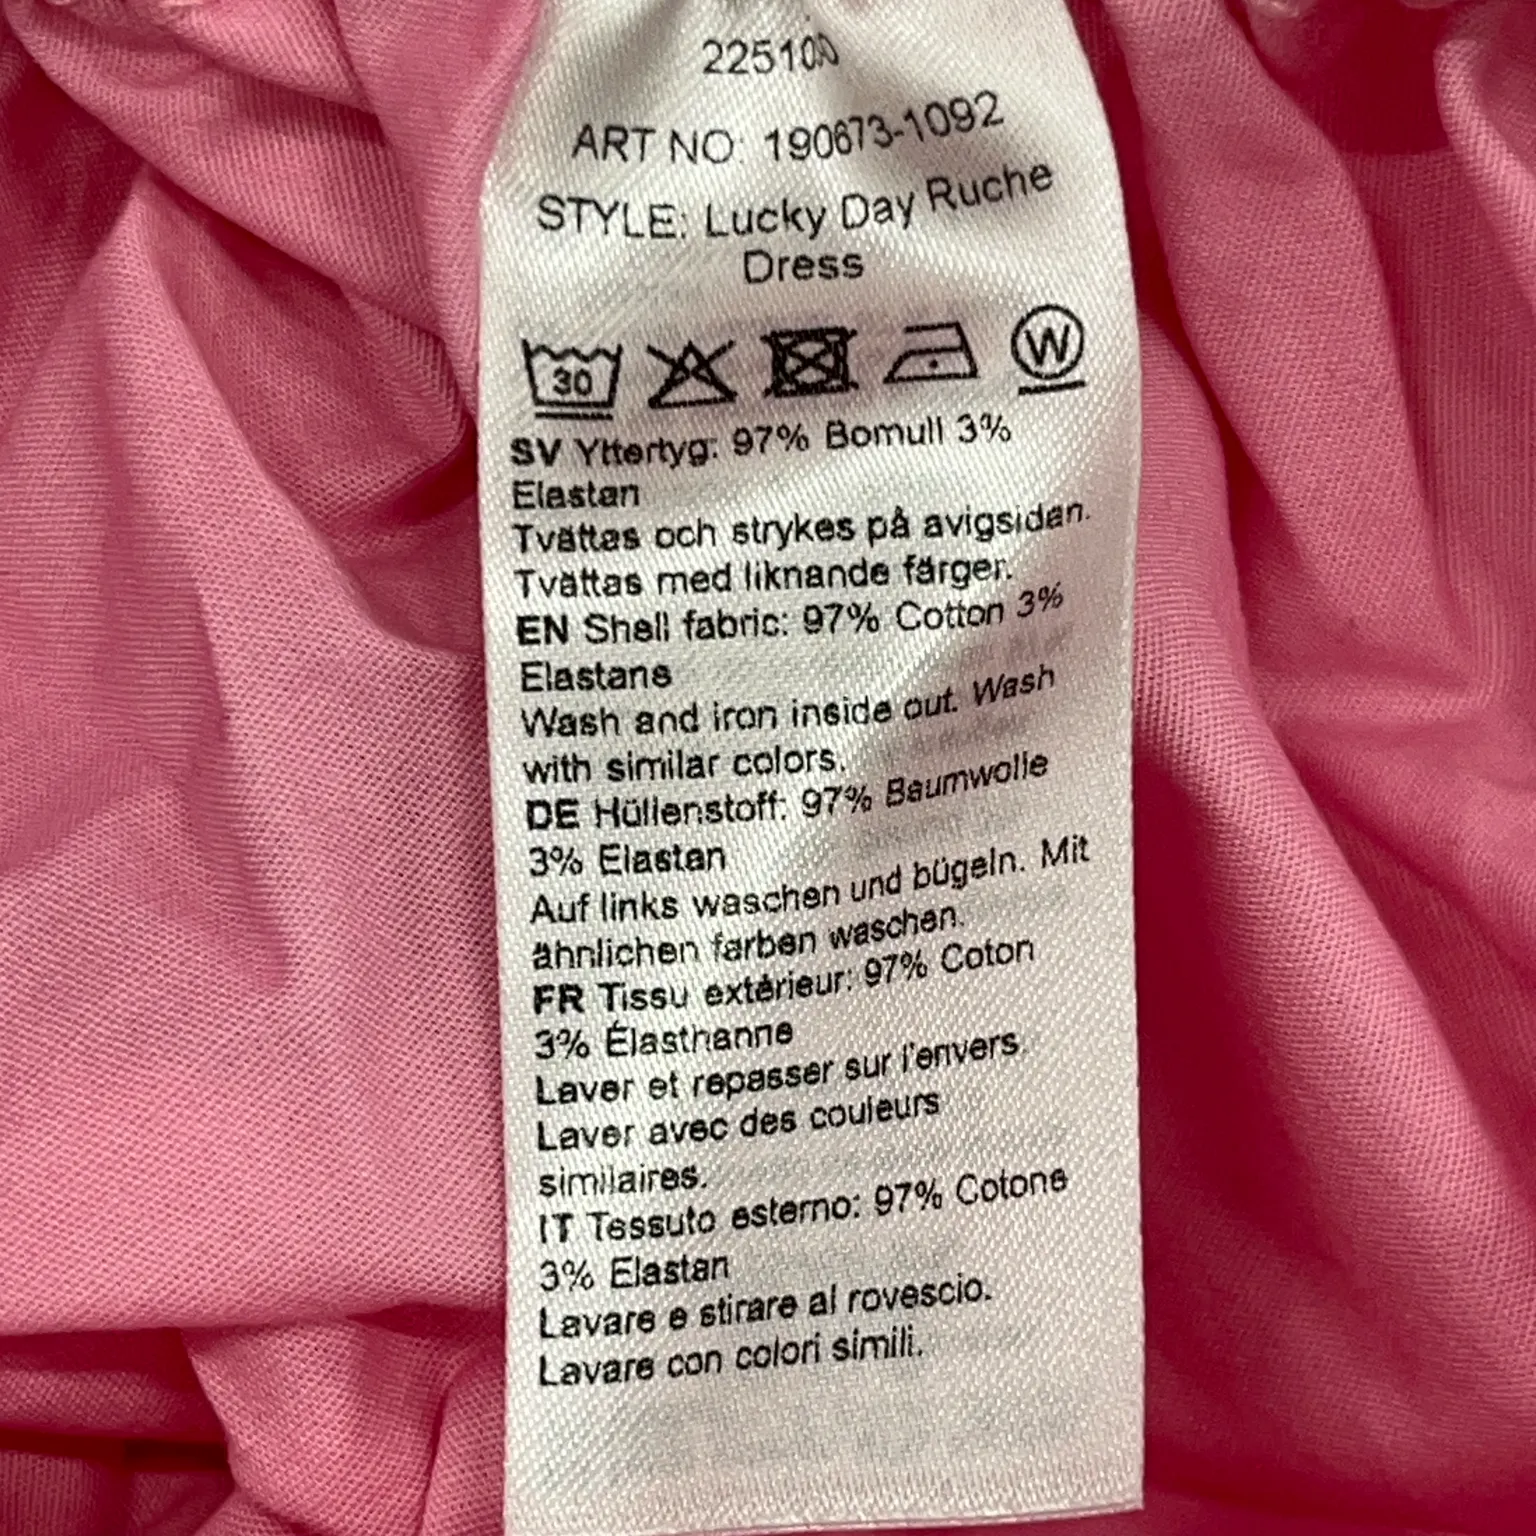 225100
ART NO: 190673-1092
STYLE: Lucky Day Ruche
Dress
30 W
SV Yttertyg: 97% Bomull 3%
Elastan
Tvättas och strykes på avigsidan.
Tvättas med liknande färger.
EN Shell fabric: 97% Cotton 3%
Elastane
Wash and iron inside out. Wash
with similar colors.
DE Hüllenstoff: 97% Baumwolle
3% Elastan
Auf links waschen und bügeln. Mit
ähnlichen farben waschen.
FR Tissu extérieur: 97% Coton
3% Élasthanne
Laver et repasser sur l'envers.
Laver avec des couleurs
similaires.
IT Tessuto esterno: 97% Cotone
3% Elastan
Lavare e stirare al rovescio.
Lavare con colori simili.